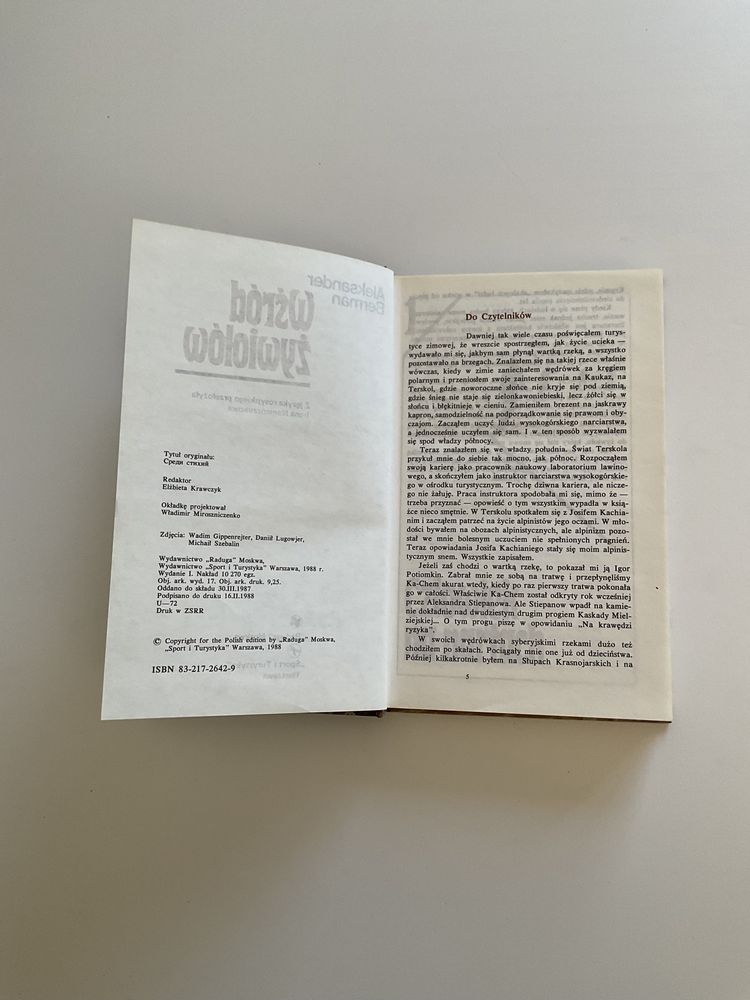 Aleksander
Berman
Wśród
żywiołów
Z języka rosyjskiego przełożyła
Tytuł oryginału:
Среди стихий
Redaktor
Elżbieta Krawczyk
Okładkę projektował
Władimir Miroszniczenko
Zdjęcia: Wadim Gippenrejter, Danił Lugowjer,
Michaił Szebalin
Wydawnictwo „Raduga" Moskwa,
Wydawnictwo „Sport i Turystyka" Warszawa, 1988 r.
Wydanie I. Nakład 10 270 egz.
Obj. ark. wyd. 17. Obj. ark. druk. 9,25.
Oddano do składu 30.III.1987
Podpisano do druku 16.II.1988
U—72
Druk w ZSRR
© Copyright for the Polish edition by „Raduga" Moskwa,
„Sport i Turystyka" Warszawa, 1988
ISBN 83-217-2642-9
„Sport i Turystyka"
Warszawa
Do Czytelników
Dawniej tak wiele czasu poświęcałem turys-
tyce zimowej, że wreszcie spostrzegłem, jak życie ucieka —
wydawało mi się, jakbym sam płynął wartką rzeką, a wszystko
pozostawało na brzegach. Znalazłem się na takiej rzece właśnie
wówczas, kiedy w zimie zaniechałem wędrówek za kręgiem
polarnym i przeniosłem swoje zainteresowania na Kaukaz, na
Terskol, gdzie noworoczne słońce nie kryje się pod ziemią,
gdzie śnieg nie staje się zielonkawoniebieski, lecz żółci się w
słońcu i błękitnieje w cieniu. Zamieniłem brezent na jaskrawy
kapron, samodzielność na podporządkowanie się prawom i oby-
czajom. Zacząłem uczyć ludzi wysokogórskiego narciarstwa,
a jednocześnie uczyłem się sam. I w ten sposób wyzwalałem
się spod władzy północy.
Teraz znalazłem się we władzy południa. Świat Terskola
przykuł mnie do siebie tak mocno, jak północ. Rozpocząłem
swoją karierę jako pracownik naukowy laboratorium lawino-
wego, a skończyłem jako instruktor narciarstwa wysokogórskie-
go w ośrodku turystycznym. Trochę dziwna kariera, ale nicze-
go nie żałuję. Praca instruktora spodobała mi się, mimo że —
trzeba przyznać — opowieść o tym wszystkim wypadła w ksią-
żce nieco smętnie. W Terskolu spotkałem się z Josifem Kachia-
nim i zacząłem patrzeć na życie alpinistów jego oczami. W mło-
dości bywałem na obozach alpinistycznych, ale alpinizm pozo-
stał we mnie bolesnym uczuciem nie spełnionych pragnień.
Teraz opowiadania Josifa Kachianiego stały się moim alpinis-
tycznym snem. Wszystkie zapisałem.
Jeżeli zaś chodzi o wartką rzekę, to pokazał mi ją Igor
Potiomkin. Zabrał mnie ze sobą na tratwę i przepłynęliśmy
Ka-Chem akurat wtedy, kiedy po raz pierwszy tratwa pokonała
go w całości. Właściwie Ka-Chem został odkryty rok wcześniej
przez Aleksandra Stiepanowa. Ale Stiepanow wpadł na kamie-
nie dokładnie nad dwudziestym drugim progiem Kaskady Miel-
ziejskiej... O tym progu piszę w opowiadaniu „Na krawędzi
ryzyka".
W swoich wędrówkach syberyjskimi rzekami dużo też
chodziłem po skałach. Pociągały mnie one już od dzieciństwa.
Później kilkakrotnie byłem na Słupach Krasnojarskich i na
5